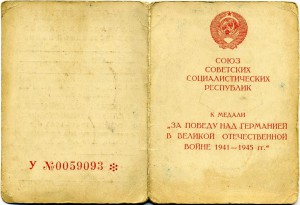 У №0059093 ✻
СОЮЗ
СОВЕТСКИХ
СОЦИАЛИСТИЧЕСКИХ
РЕСПУБЛИК
К МЕДАЛИ
„ЗА ПОБЕДУ НАД ГЕРМАНИЕЙ
В ВЕЛИКОЙ ОТЕЧЕСТВЕННОЙ
ВОЙНЕ 1941—1945 гг.“